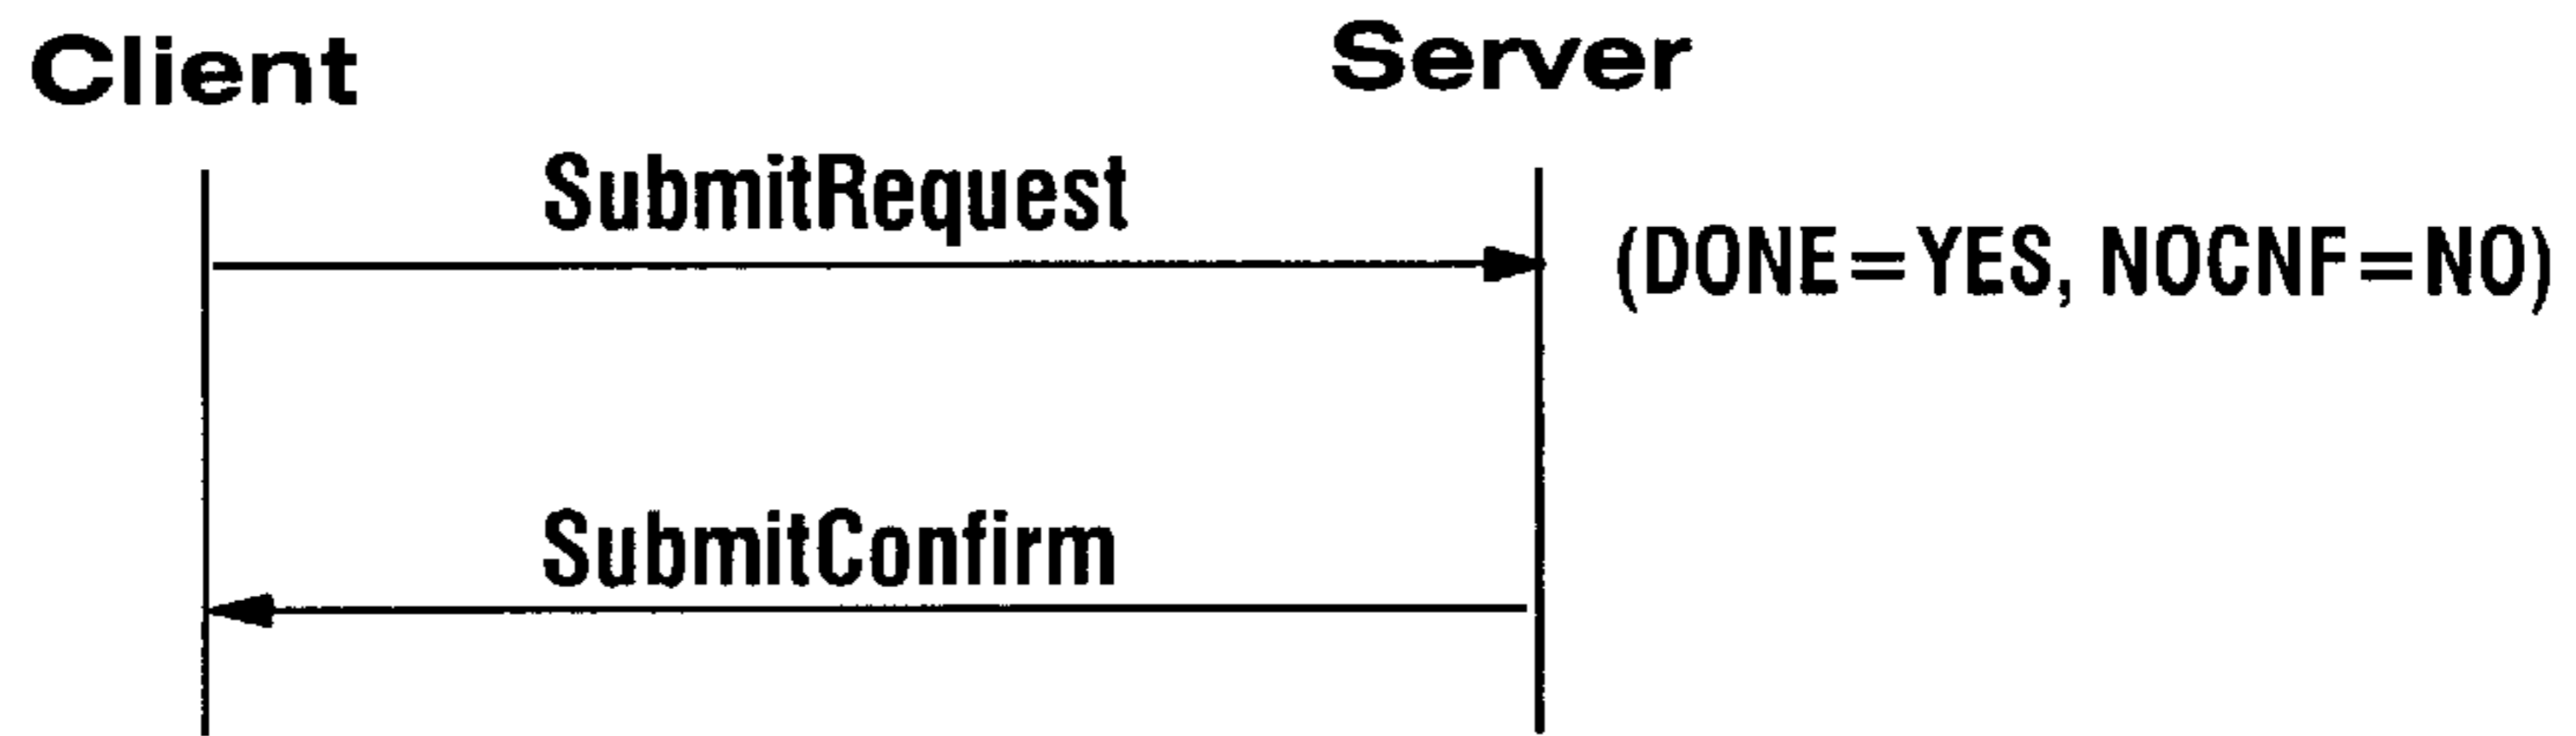 Client Server
SubmitRequest
(DONE=YES, NOCNF=NO)
SubmitConfirm